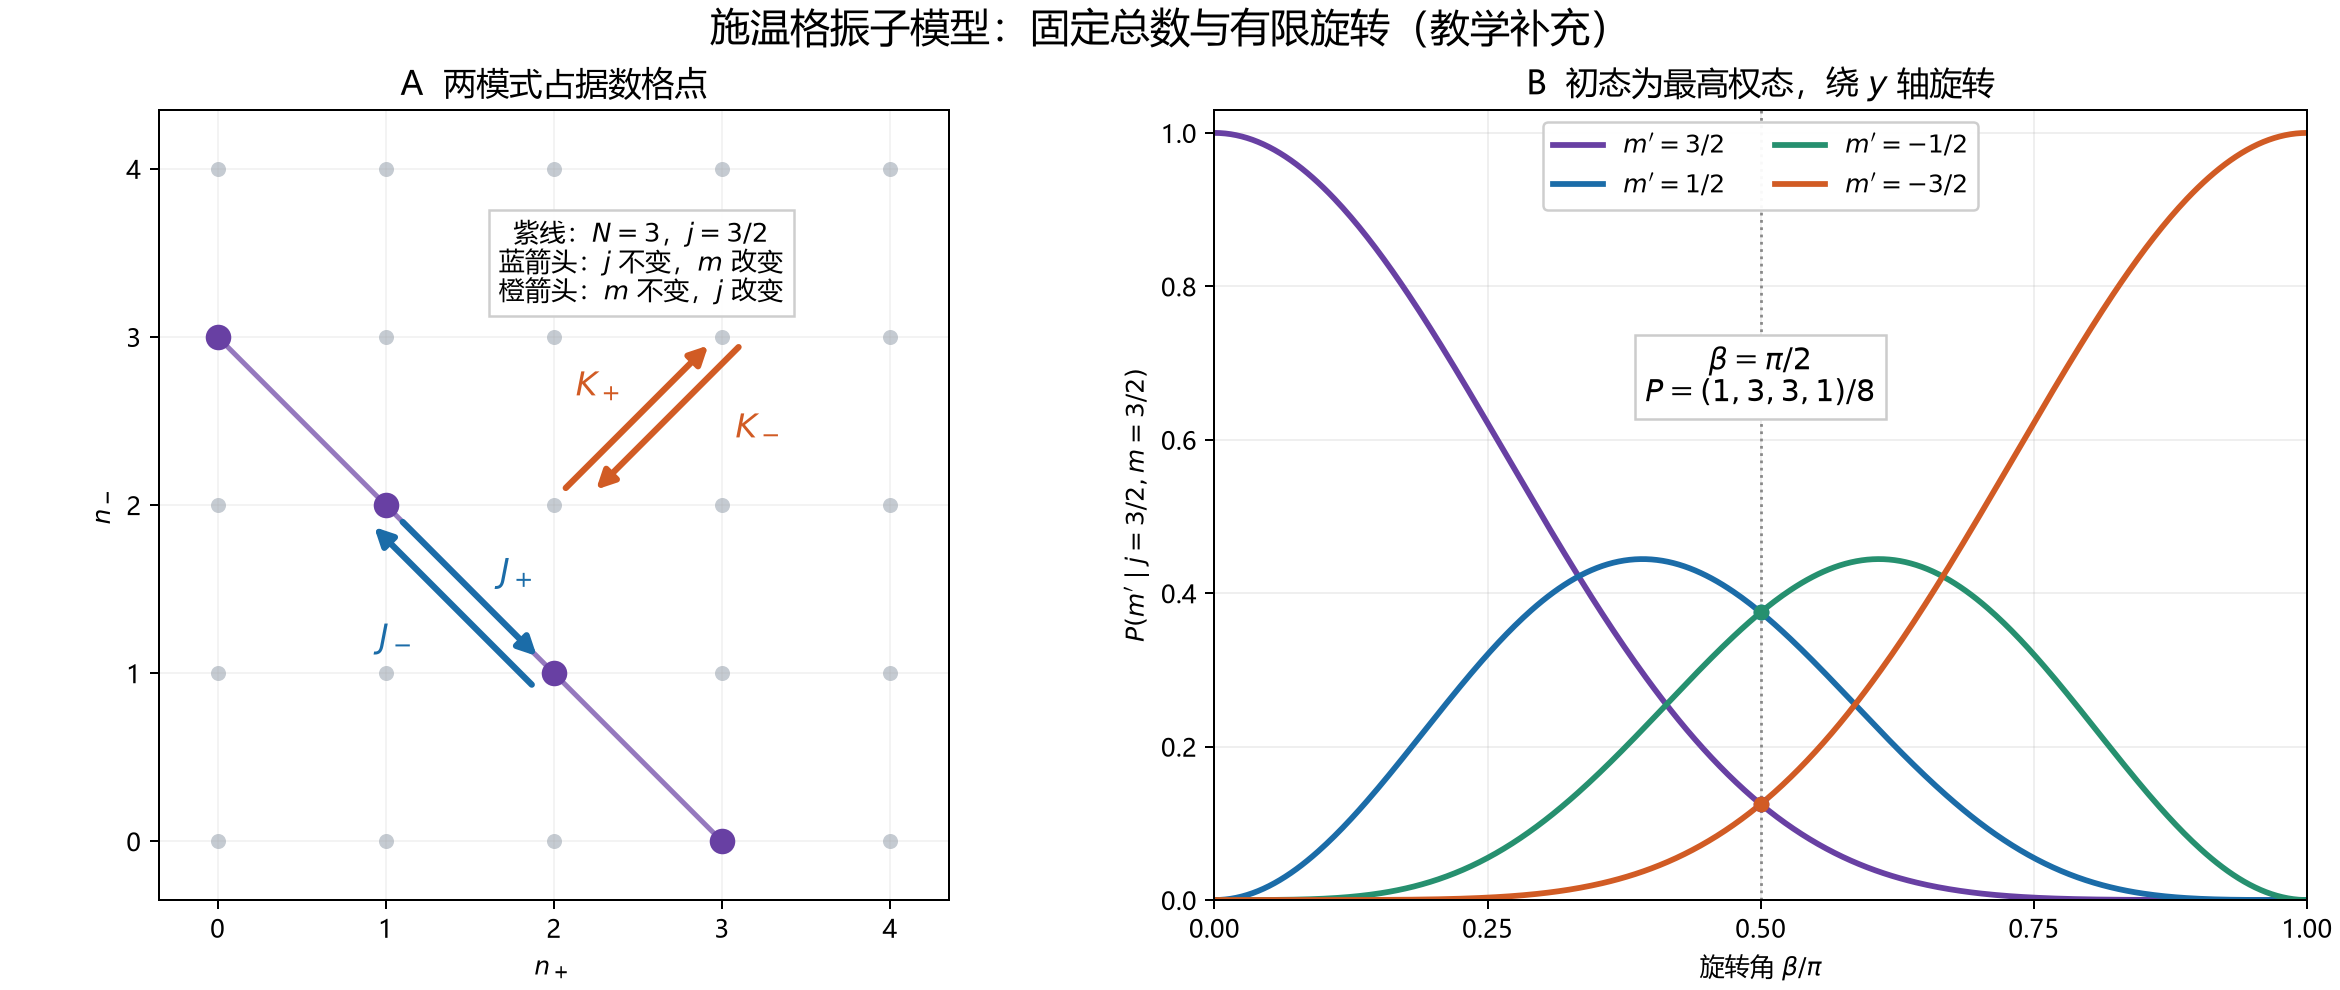 施温格振子模型：固定总数与有限旋转（教学补充）
A 两模式占据数格点
紫线：N = 3，j = 3/2
蓝箭头：j 不变，m 改变
橙箭头：m 不变，j 改变
K₊
K₋
J₊
J₋
4
3
2
1
0
n₋
0 1 2 3 4
n₊
B 初态为最高权态，绕 y 轴旋转
m′ = 3/2 m′ = −1/2
m′ = 1/2 m′ = −3/2
β = π/2
P = (1, 3, 3, 1)/8
1.0
0.8
0.6
0.4
0.2
0.0
P(m′ | j = 3/2, m = 3/2)
0.00 0.25 0.50 0.75 1.00
旋转角 β/π